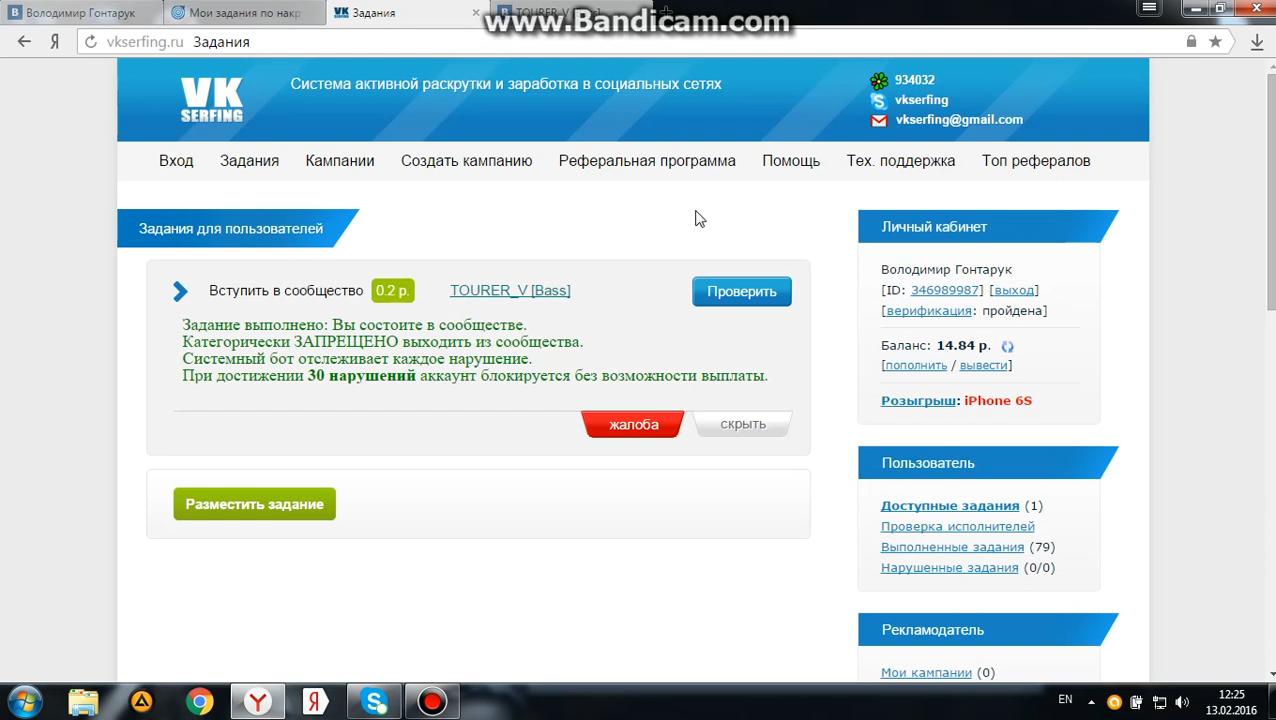 Володимир Гонтарук
Мои задания по накр
Задания
TOURER_V [Bass]
www.Bandicam.com
Я
vkserfing.ru Задания
VK
SERFING
Система активной раскрутки и заработка в социальных сетях
934032
vkserfing
vkserfing@gmail.com
Вход Задания Кампании Создать кампанию Реферальная программа Помощь Тех. поддержка Топ рефералов
Задания для пользователей
Вступить в сообщество 0.2 р. TOURER_V [Bass] Проверить
Задание выполнено: Вы состоите в сообществе.
Категорически ЗАПРЕЩЕНО выходить из сообщества.
Системный бот отслеживает каждое нарушение.
При достижении 30 нарушений аккаунт блокируется без возможности выплаты.
жалоба скрыть
Разместить задание
Личный кабинет
Володимир Гонтарук
[ID: 346989987] [выход]
[верификация: пройдена]
Баланс: 14.84 р.
[пополнить / вывести]
Розыгрыш: iPhone 6S
Пользователь
Доступные задания (1)
Проверка исполнителей
Выполненные задания (79)
Нарушенные задания (0/0)
Рекламодатель
Мои кампании (0)
EN
12:25
13.02.2016